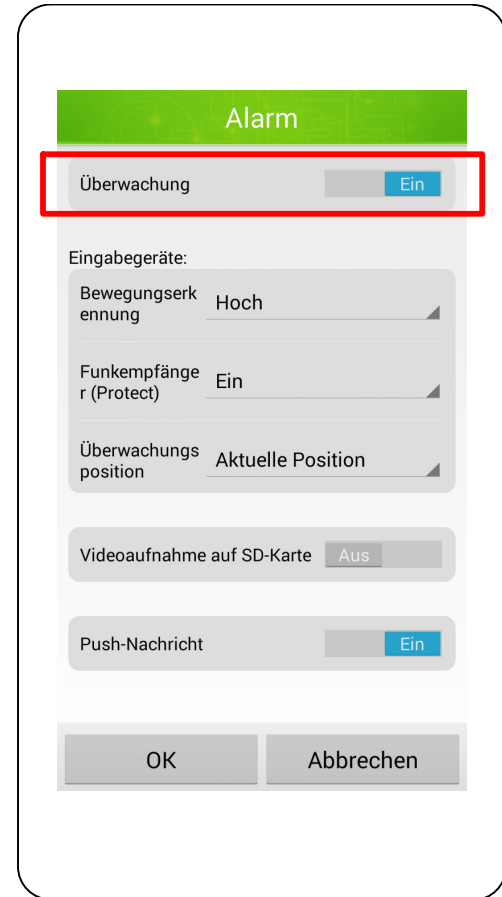 Alarm
Überwachung
Ein
Eingabegeräte:
Bewegungserk
ennung
Hoch
Funkempfänge
r (Protect)
Ein
Überwachungs
position
Aktuelle Position
Videoaufnahme auf SD-Karte
Aus
Push-Nachricht
Ein
OK
Abbrechen